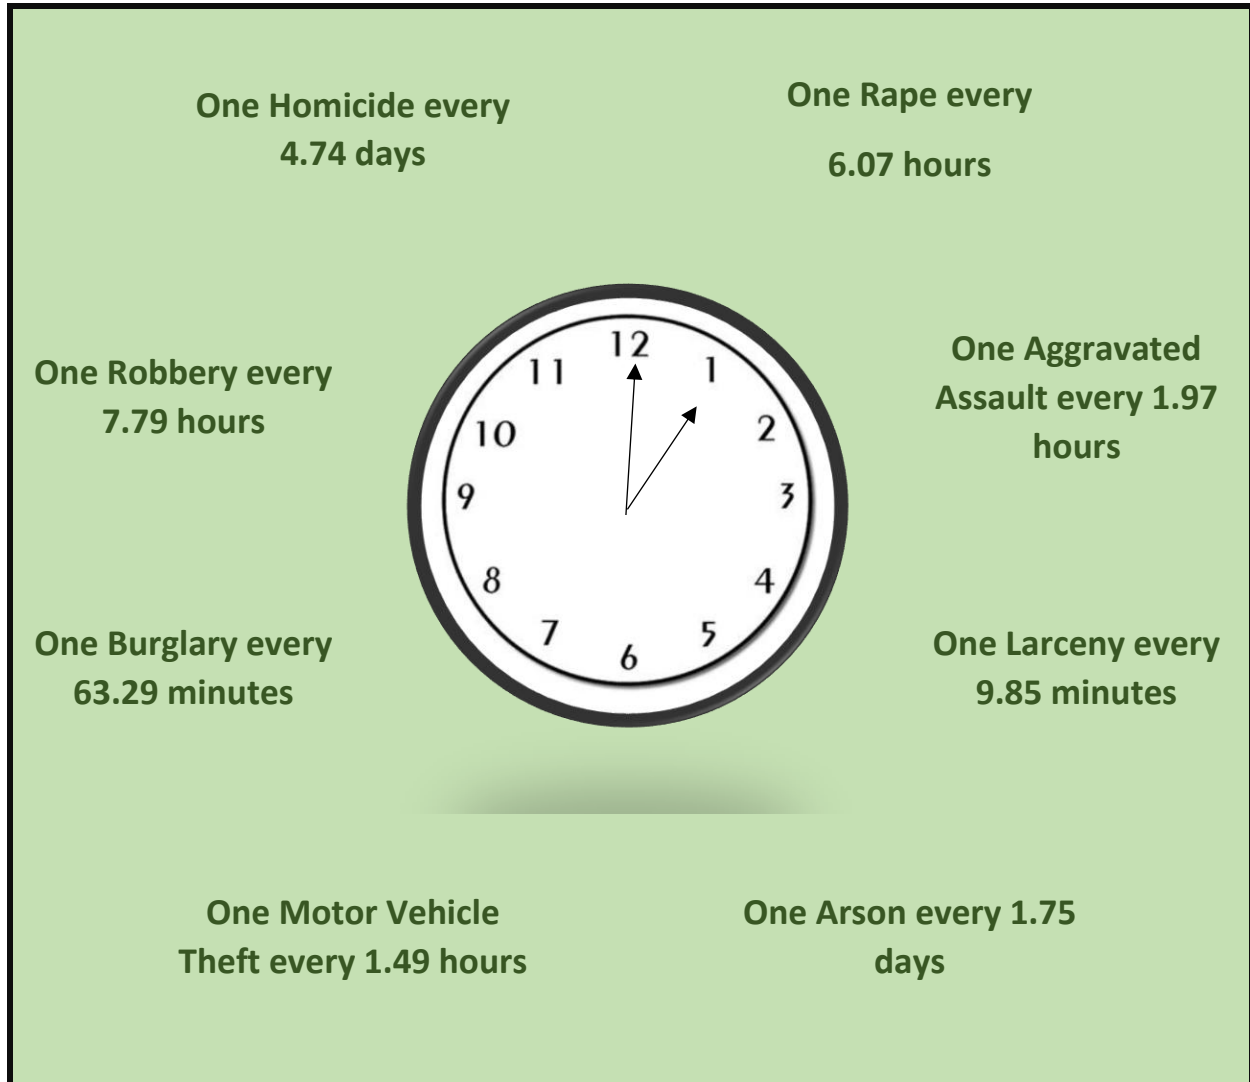 One Homicide every
4.74 days
One Rape every
6.07 hours
One Robbery every
7.79 hours
One Aggravated
Assault every 1.97
hours
12
1
2
3
4
5
6
7
8
9
10
11
One Burglary every
63.29 minutes
One Larceny every
9.85 minutes
One Motor Vehicle
Theft every 1.49 hours
One Arson every 1.75
days